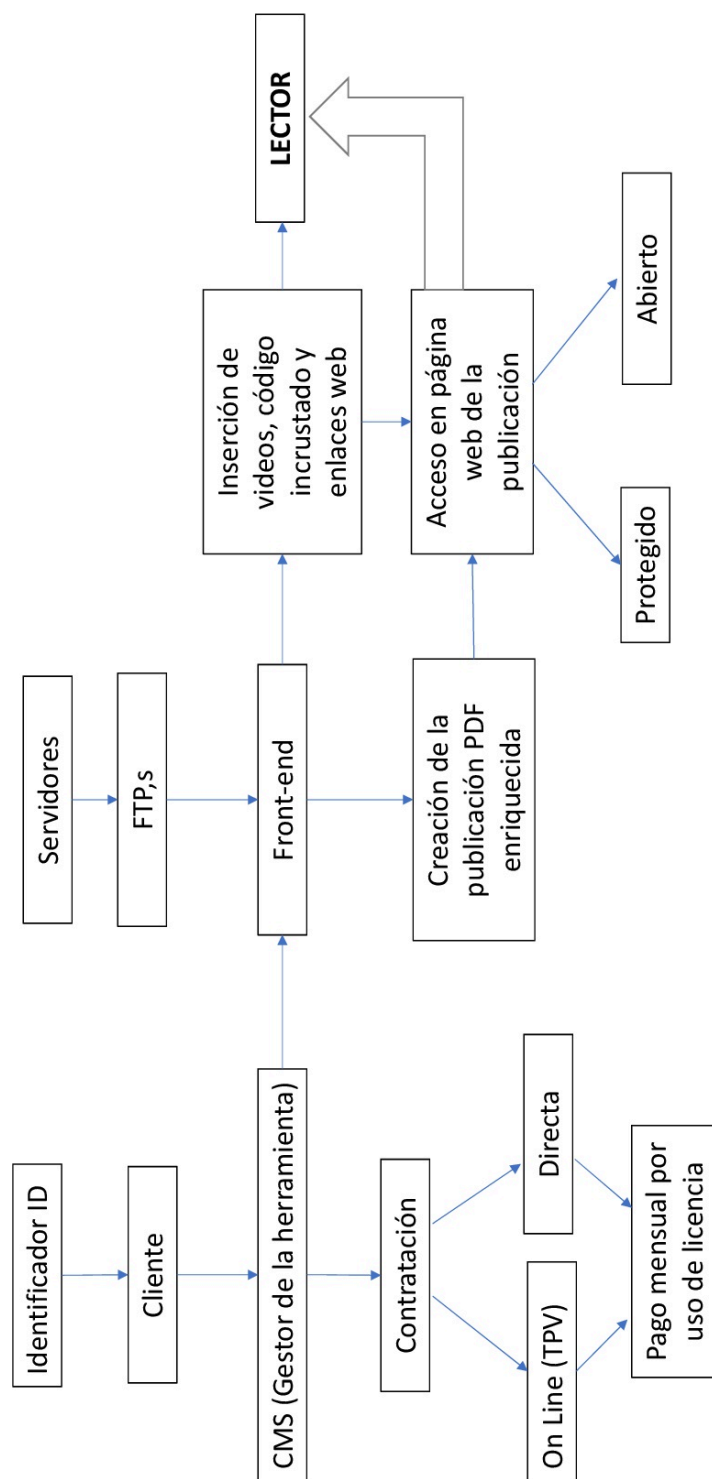 Identificador ID
Cliente
CMS (Gestor de la herramienta)
Contratación
On Line (TPV)
Directa
Pago mensual por
uso de licencia
Servidores
FTP,s
Front-end
Creación de la
publicación PDF
enriquecida
Inserción de
videos, código
incrustado y
enlaces web
Acceso en página
web de la
publicación
Protegido
Abierto
LECTOR